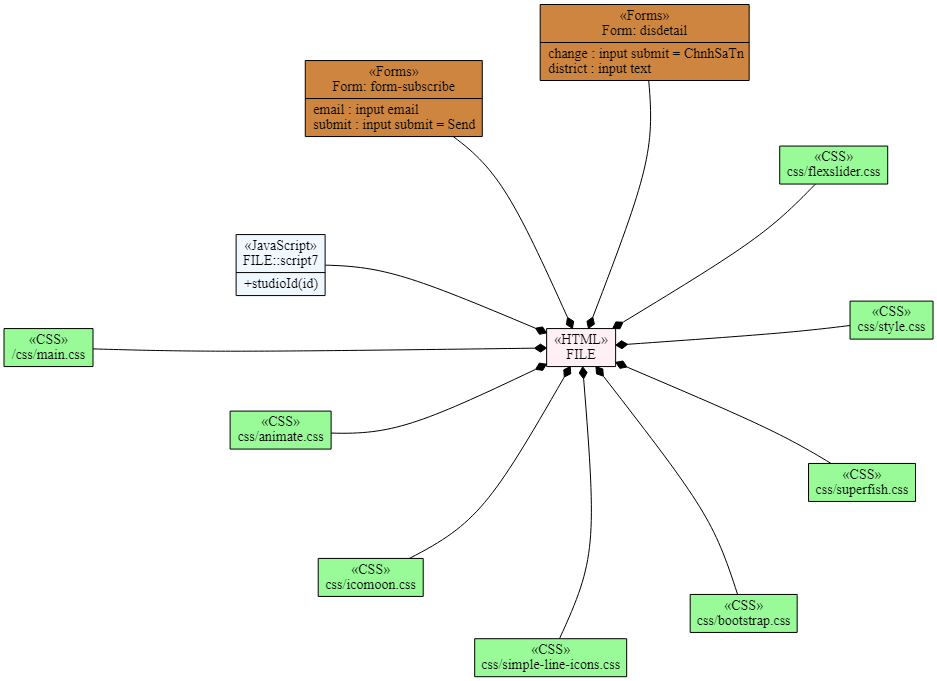 «Forms»
Form: disdetail
change : input submit = ChnhSaTn
district : input text
«Forms»
Form: form-subscribe
email : input email
submit : input submit = Send
«CSS»
css/flexslider.css
«JavaScript»
FILE::script7
+studioId(id)
«CSS»
css/style.css
«CSS»
/css/main.css
«HTML»
FILE
«CSS»
css/animate.css
«CSS»
css/superfish.css
«CSS»
css/icomoon.css
«CSS»
css/bootstrap.css
«CSS»
css/simple-line-icons.css